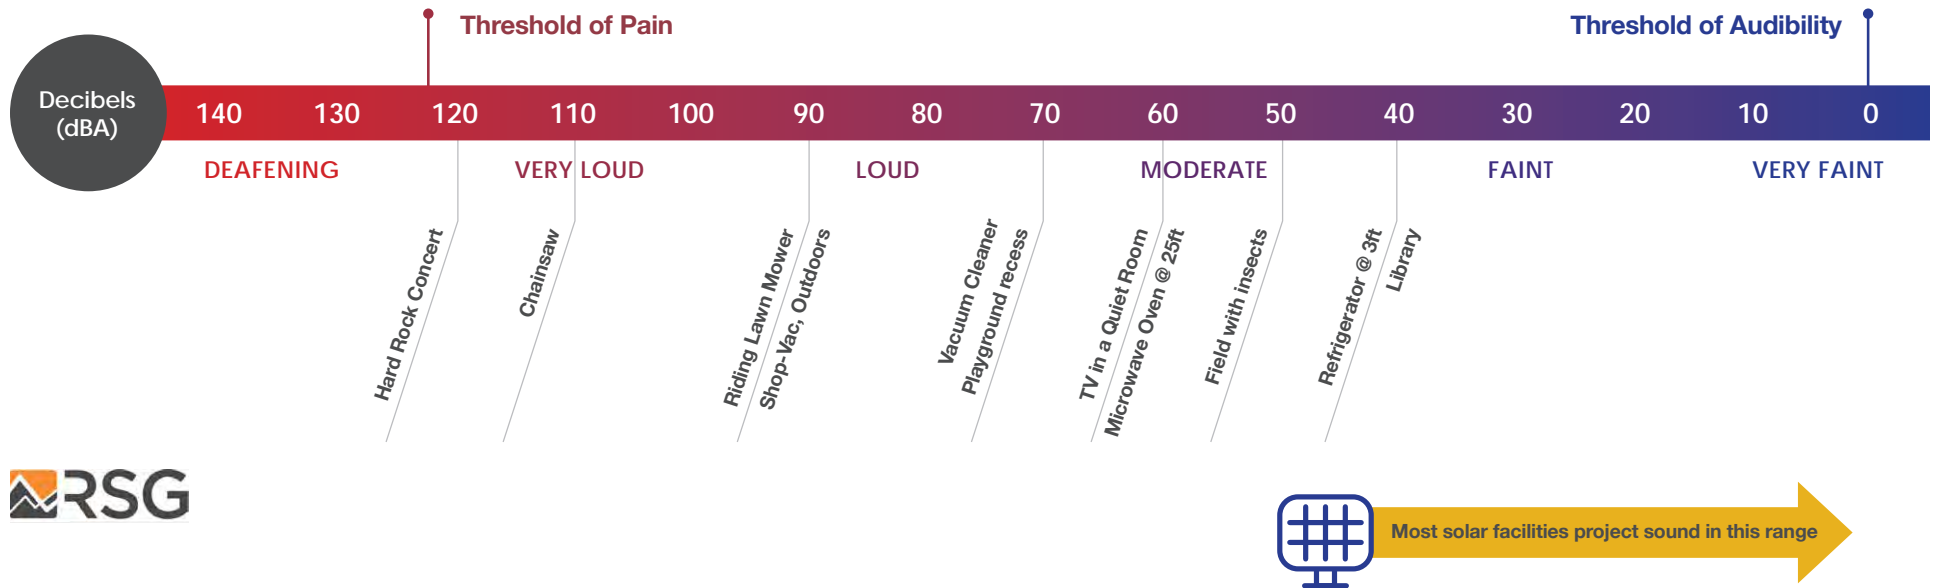 Threshold of Pain
Threshold of Audibility
Decibels
(dBA)
140 130 120 110 100 90 80 70 60 50 40 30 20 10 0
DEAFENING VERY LOUD LOUD MODERATE FAINT VERY FAINT
Hard Rock Concert
Chainsaw
Riding Lawn Mower
Shop-Vac, Outdoors
Vacuum Cleaner
Playground recess
TV in a Quiet Room
Microwave Oven @ 25ft
Field with insects
Refrigerator @ 3ft
Library
RSG
Most solar facilities project sound in this range